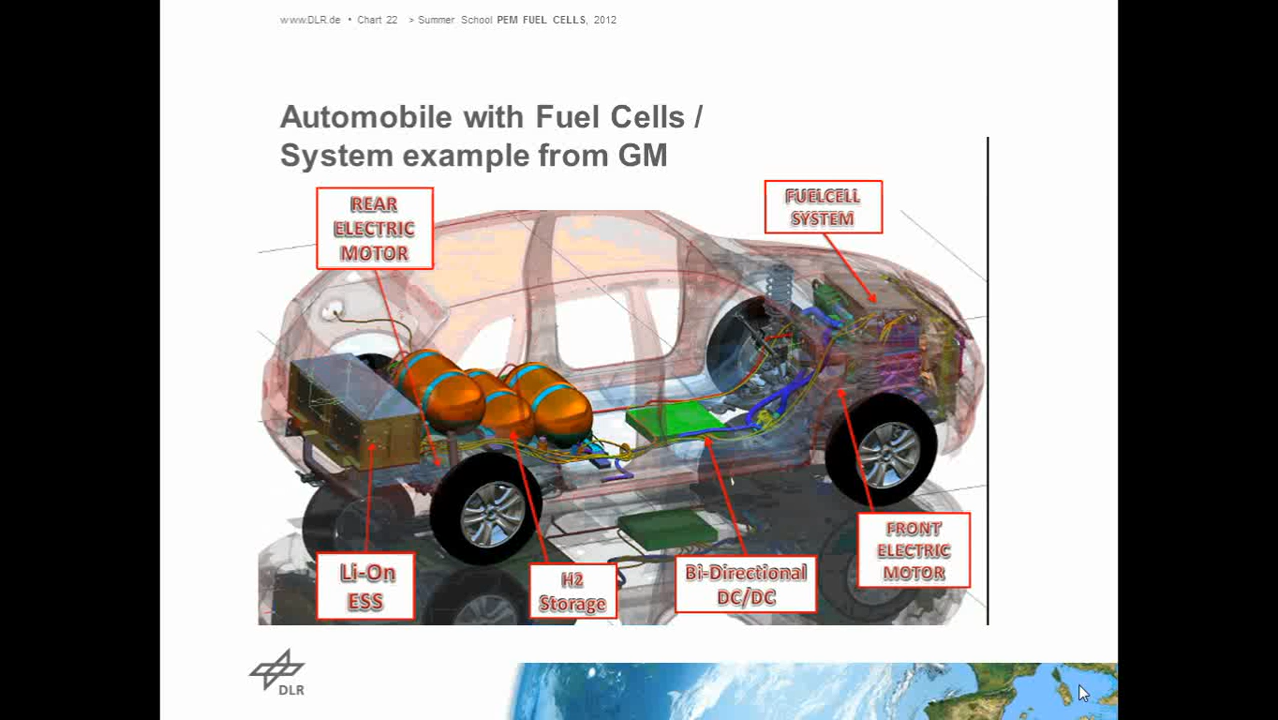 www.DLR.de • Chart 22 > Summer School PEM FUEL CELLS, 2012
Automobile with Fuel Cells /
System example from GM
REAR
ELECTRIC
MOTOR
FUELCELL
SYSTEM
Li-On
ESS
H2
Storage
Bi-Directional
DC/DC
FRONT
ELECTRIC
MOTOR
DLR